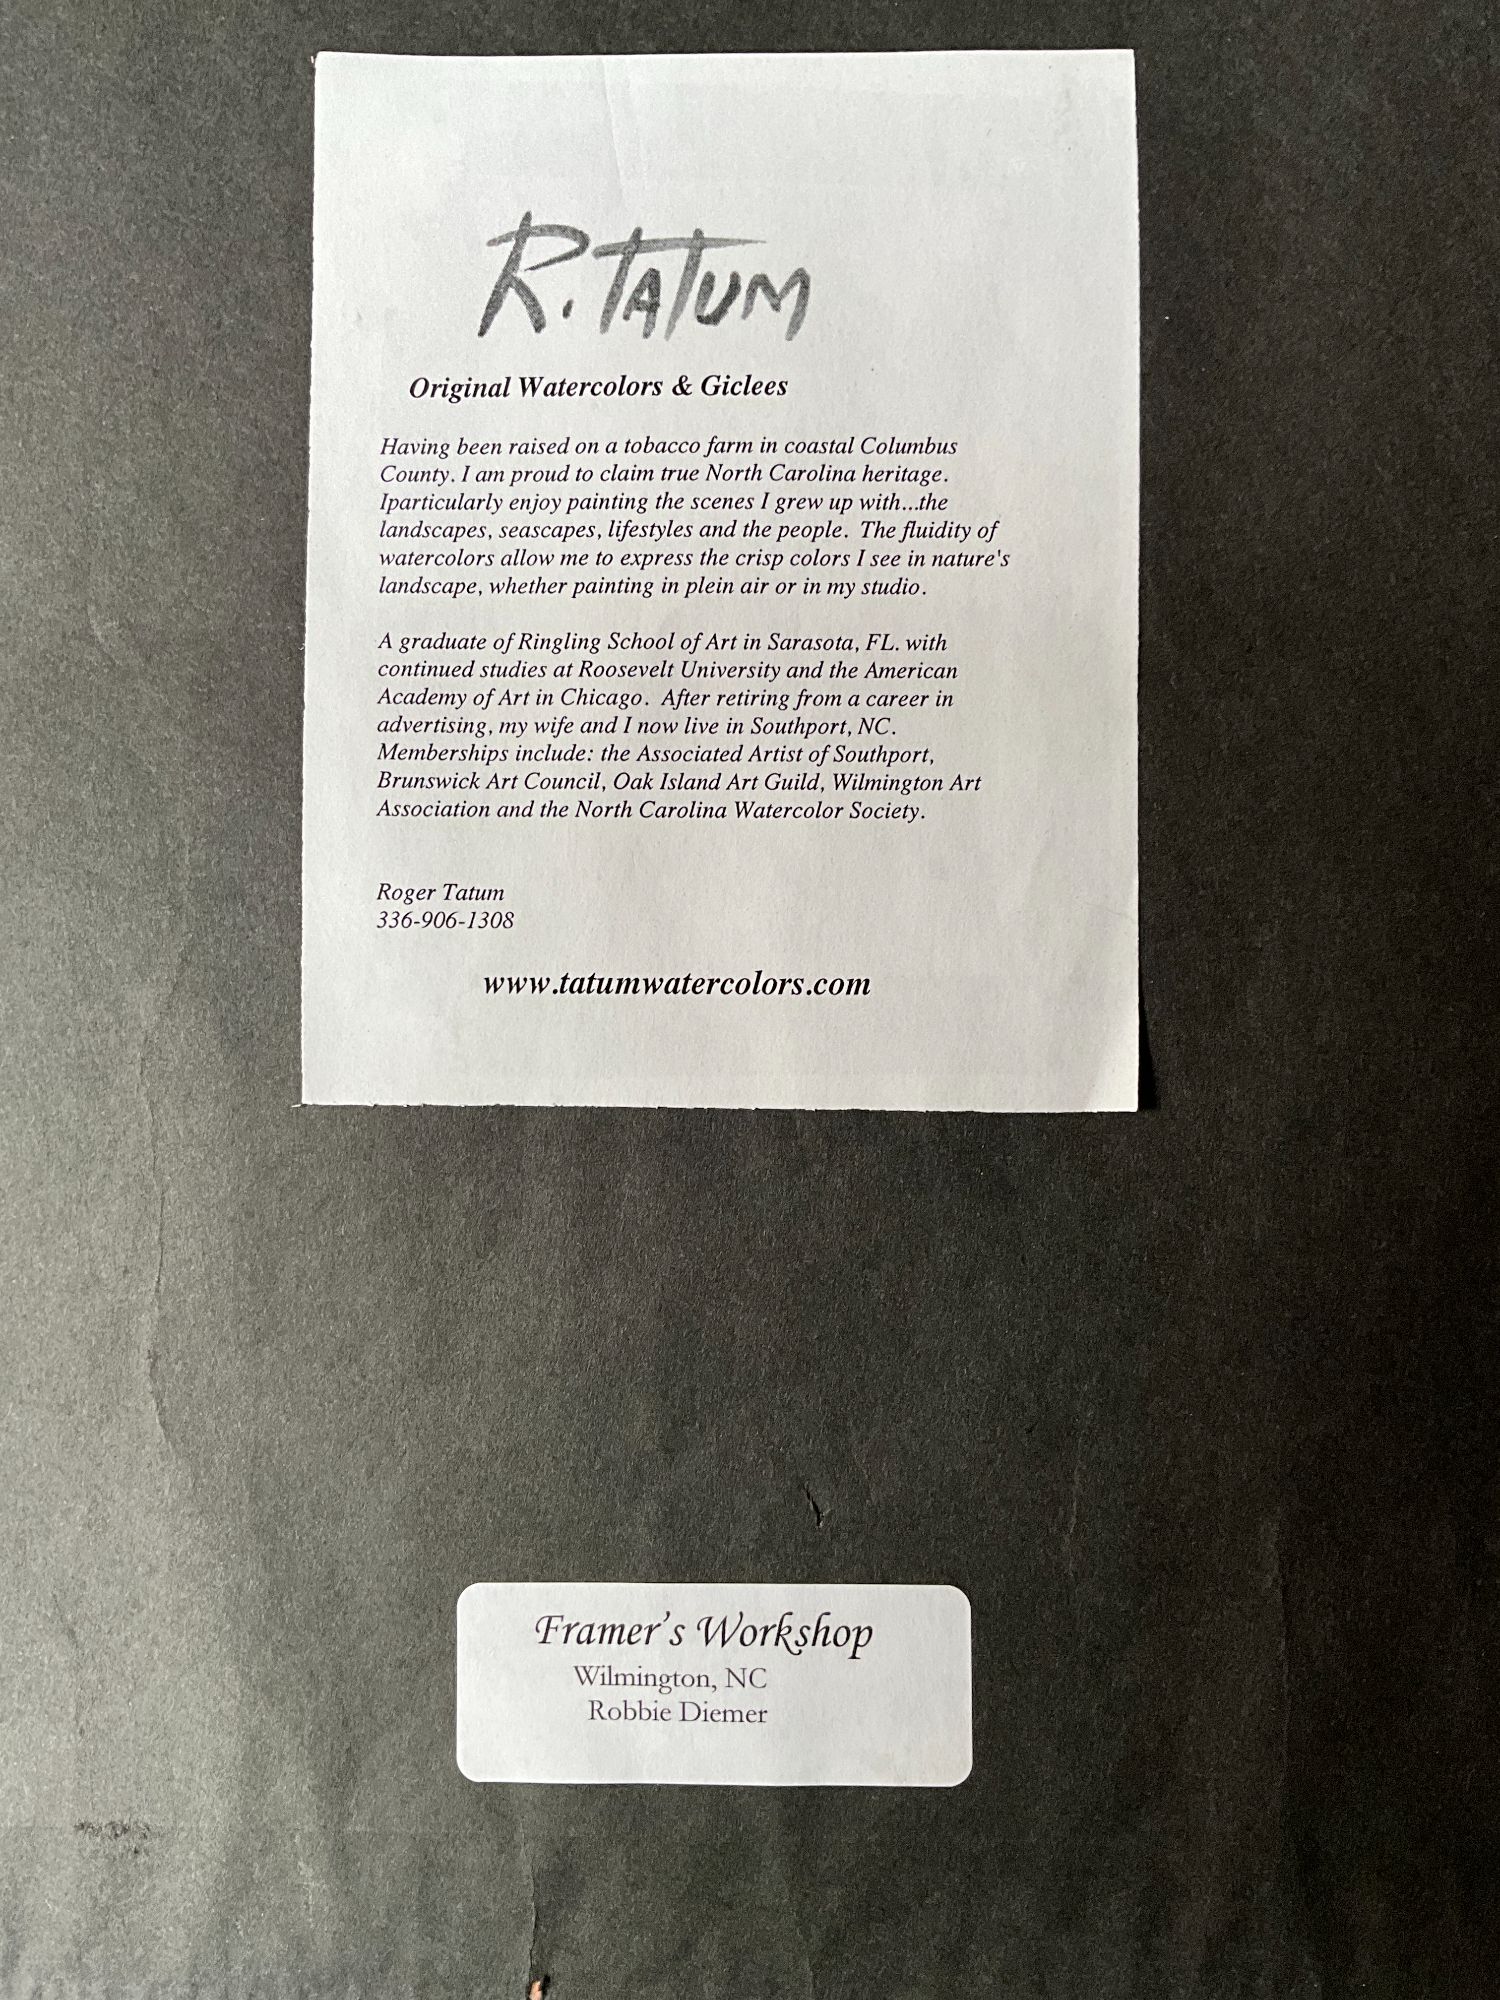 R. TATUM
Original Watercolors & Giclees
Having been raised on a tobacco farm in coastal Columbus
County. I am proud to claim true North Carolina heritage.
Iparticularly enjoy painting the scenes I grew up with...the
landscapes, seascapes, lifestyles and the people. The fluidity of
watercolors allow me to express the crisp colors I see in nature's
landscape, whether painting in plein air or in my studio.
A graduate of Ringling School of Art in Sarasota, FL. with
continued studies at Roosevelt University and the American
Academy of Art in Chicago. After retiring from a career in
advertising, my wife and I now live in Southport, NC.
Memberships include: the Associated Artist of Southport,
Brunswick Art Council, Oak Island Art Guild, Wilmington Art
Association and the North Carolina Watercolor Society.
Roger Tatum
336-906-1308
www.tatumwatercolors.com
Framer's Workshop
Wilmington, NC
Robbie Diemer